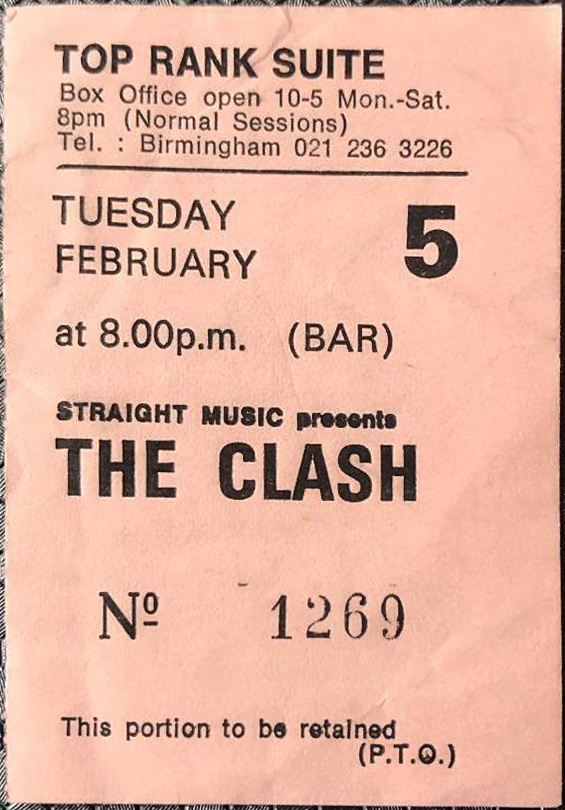 TOP RANK SUITE
Box Office open 10-5 Mon.-Sat.
8pm (Normal Sessions)
Tel. : Birmingham 021 236 3226
TUESDAY 5
FEBRUARY
at 8.00p.m. (BAR)
STRAIGHT MUSIC presents
THE CLASH
Nº 1269
This portion to be retained
(P.T.O.)